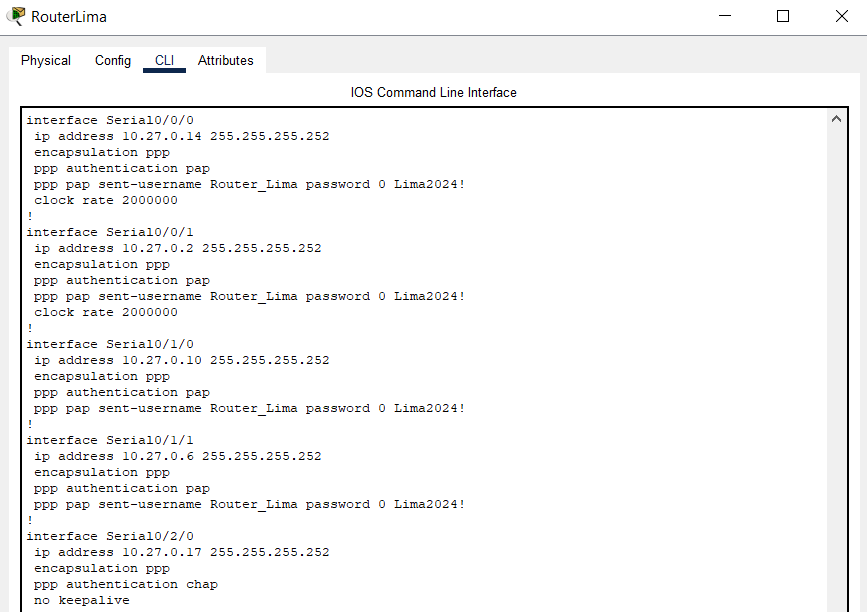 RouterLima
Physical Config CLI Attributes
IOS Command Line Interface
interface Serial0/0/0
 ip address 10.27.0.14 255.255.255.252
 encapsulation ppp
 ppp authentication pap
 ppp pap sent-username Router_Lima password 0 Lima2024!
 clock rate 2000000
!
interface Serial0/0/1
 ip address 10.27.0.2 255.255.255.252
 encapsulation ppp
 ppp authentication pap
 ppp pap sent-username Router_Lima password 0 Lima2024!
 clock rate 2000000
!
interface Serial0/1/0
 ip address 10.27.0.10 255.255.255.252
 encapsulation ppp
 ppp authentication pap
 ppp pap sent-username Router_Lima password 0 Lima2024!
!
interface Serial0/1/1
 ip address 10.27.0.6 255.255.255.252
 encapsulation ppp
 ppp authentication pap
 ppp pap sent-username Router_Lima password 0 Lima2024!
!
interface Serial0/2/0
 ip address 10.27.0.17 255.255.255.252
 encapsulation ppp
 ppp authentication chap
 no keepalive